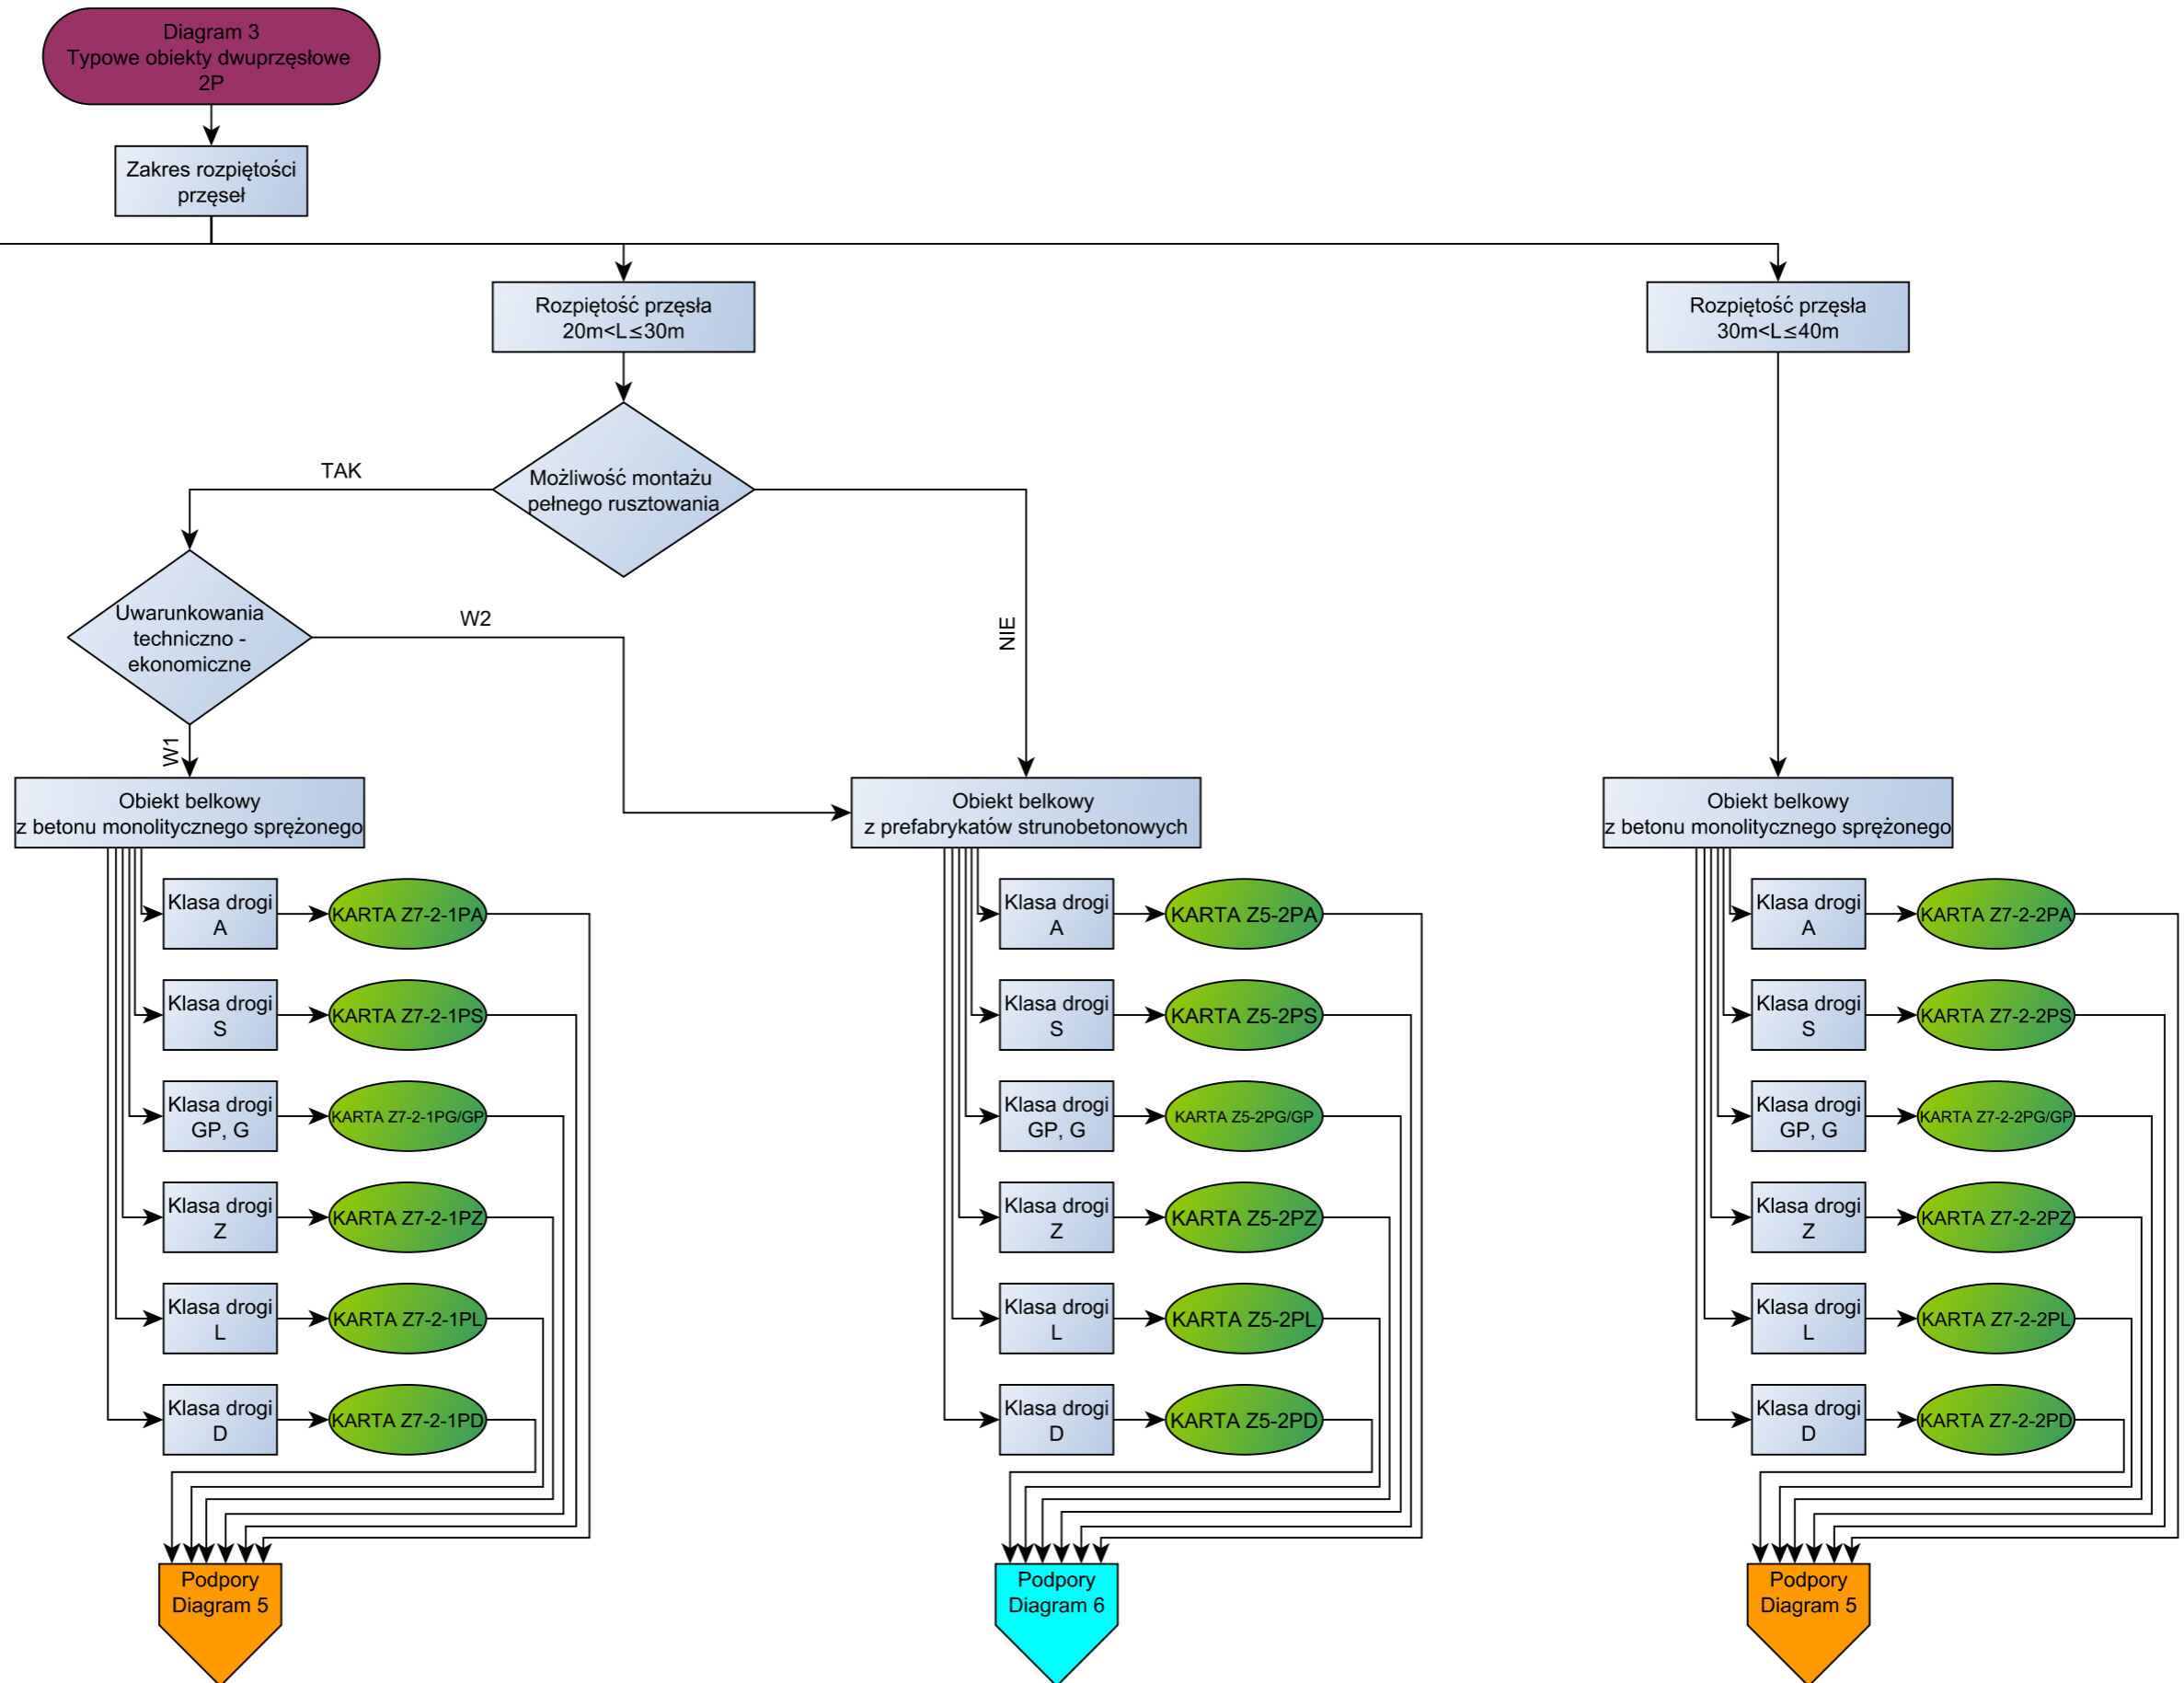 Diagram 3
Typowe obiekty dwuprzęsłowe
2P
Zakres rozpiętości
przęseł
Rozpiętość przęsła
20m<L≤30m
Rozpiętość przęsła
30m<L≤40m
Możliwość montażu
pełnego rusztowania
TAK
NIE
Uwarunkowania
techniczno -
ekonomiczne
W2
W1
Obiekt belkowy
z betonu monolitycznego sprężonego
Klasa drogi
A
KARTA Z7-2-1PA
Klasa drogi
S
KARTA Z7-2-1PS
Klasa drogi
GP, G
KARTA Z7-2-1PG/GP
Klasa drogi
Z
KARTA Z7-2-1PZ
Klasa drogi
L
KARTA Z7-2-1PL
Klasa drogi
D
KARTA Z7-2-1PD
Podpory
Diagram 5
Obiekt belkowy
z prefabrykatów strunobetonowych
Klasa drogi
A
KARTA Z5-2PA
Klasa drogi
S
KARTA Z5-2PS
Klasa drogi
GP, G
KARTA Z5-2PG/GP
Klasa drogi
Z
KARTA Z5-2PZ
Klasa drogi
L
KARTA Z5-2PL
Klasa drogi
D
KARTA Z5-2PD
Podpory
Diagram 6
Obiekt belkowy
z betonu monolitycznego sprężonego
Klasa drogi
A
KARTA Z7-2-2PA
Klasa drogi
S
KARTA Z7-2-2PS
Klasa drogi
GP, G
KARTA Z7-2-2PG/GP
Klasa drogi
Z
KARTA Z7-2-2PZ
Klasa drogi
L
KARTA Z7-2-2PL
Klasa drogi
D
KARTA Z7-2-2PD
Podpory
Diagram 5